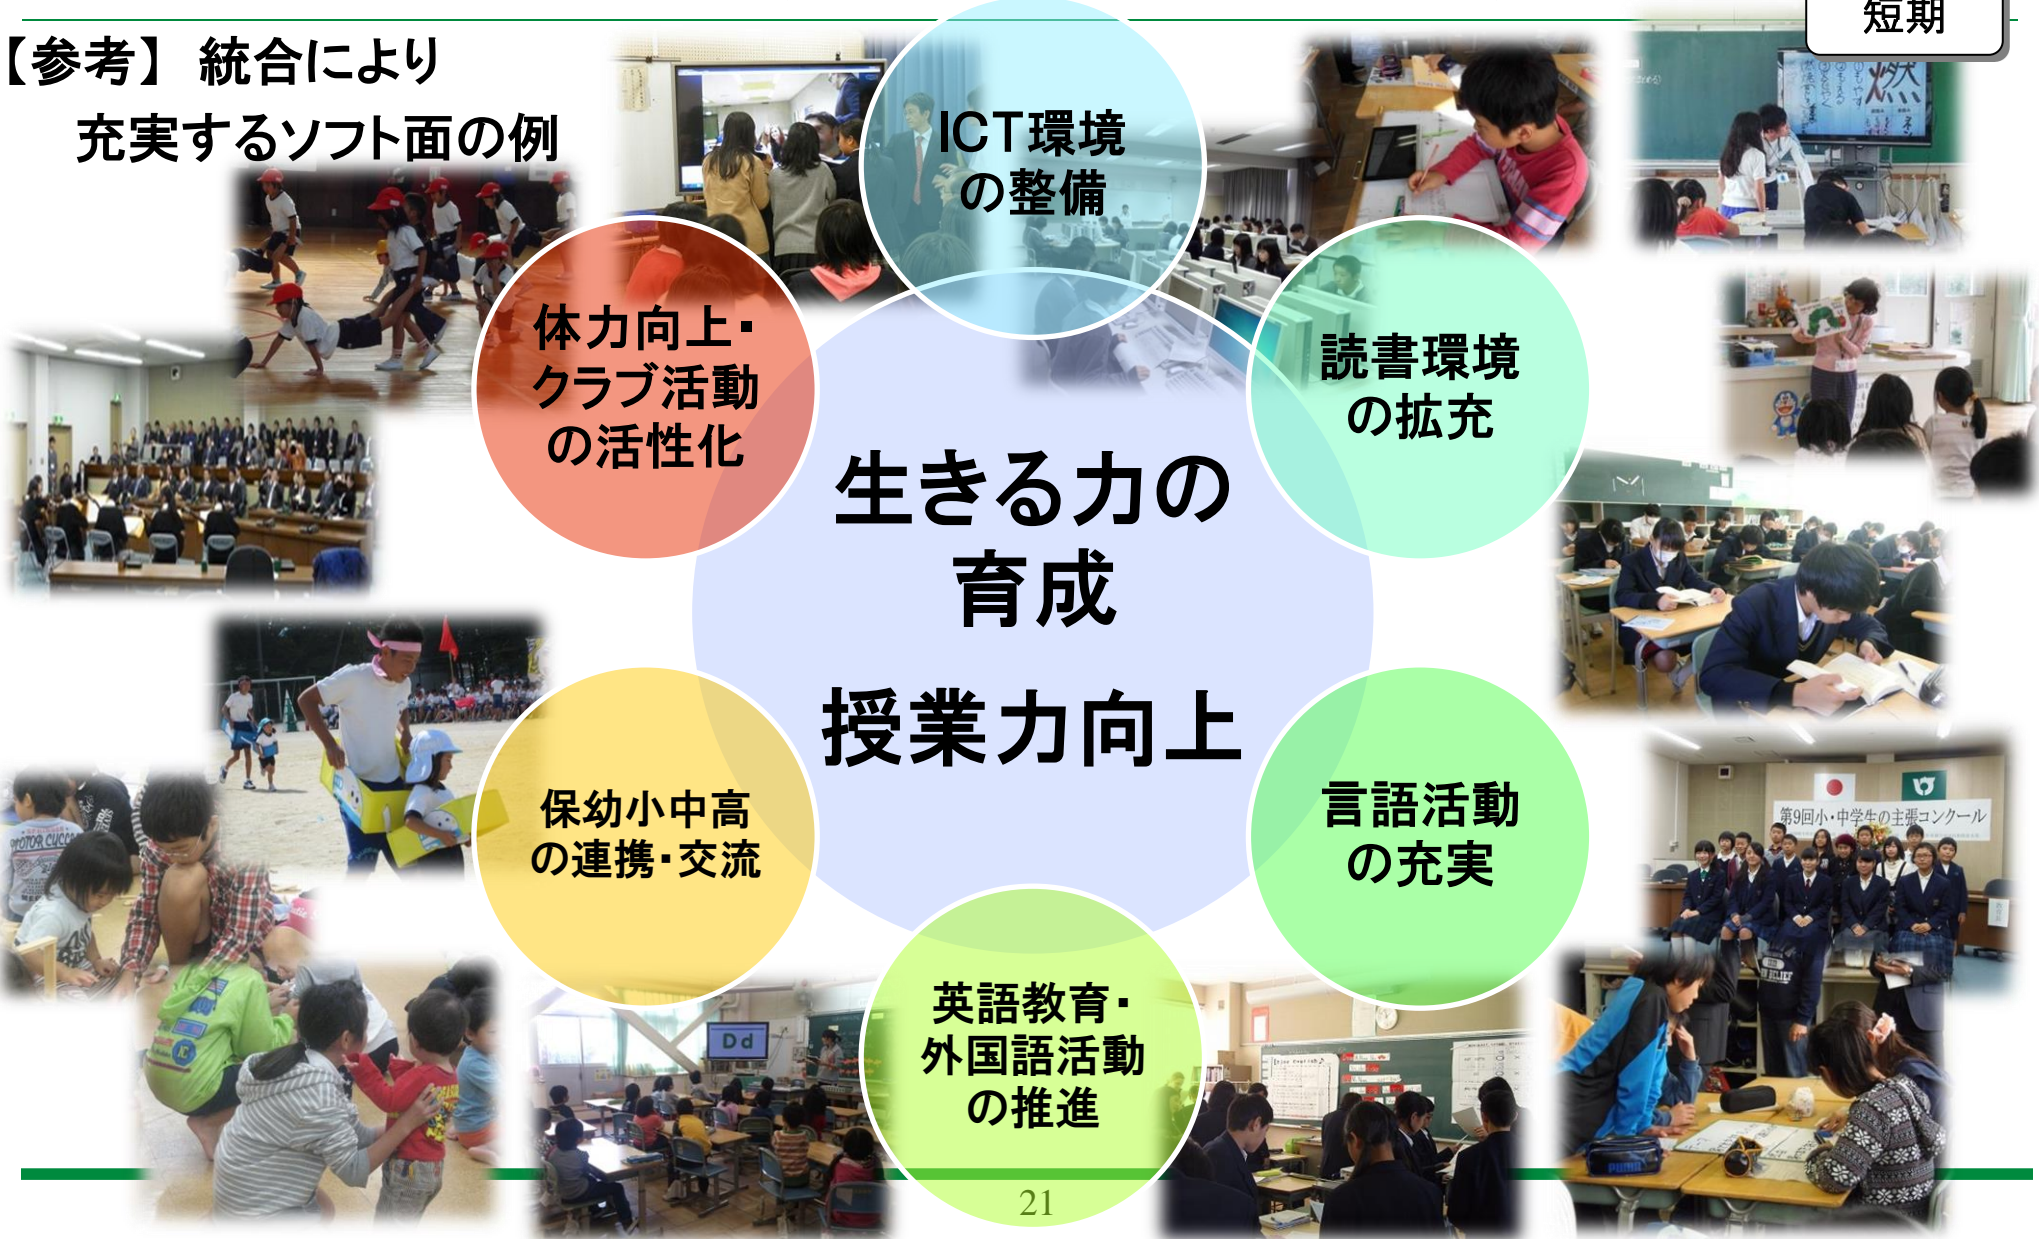 短期
【参考】 統合により
充実するソフト面の例
ICT環境
の整備
体力向上・
クラブ活動
の活性化
読書環境
の拡充
生きる力の
育成
授業力向上
保幼小中高
の連携・交流
言語活動
の充実
英語教育・
外国語活動
の推進
燃
第9回小・中学生の主張コンクール
Dd
Enjoy English
PUMA
21